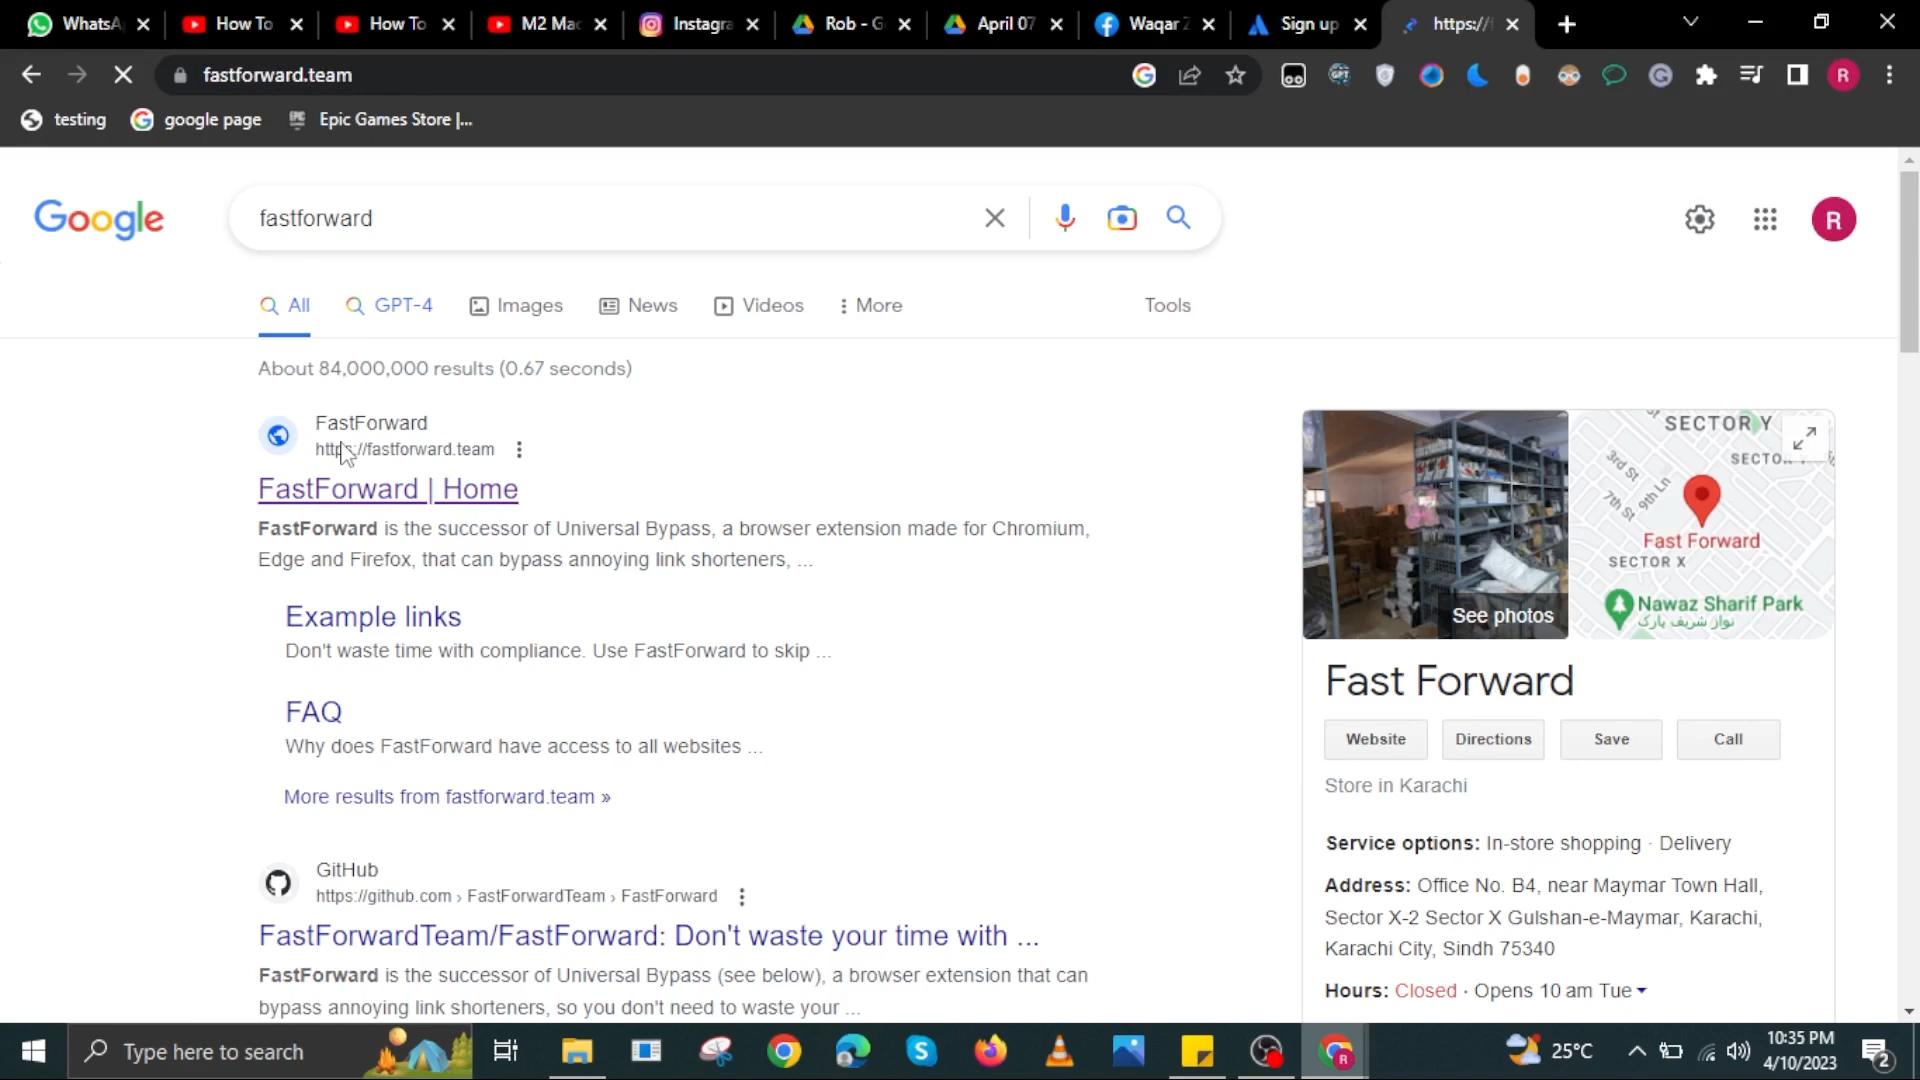 WhatsA
How To
How To
M2 Mac
Instagra
Rob - G
April 07
Waqar Z
Sign up
https://
fastforward.team
R
testing
google page
EPIC
Epic Games Store |...
Google
fastforward
R
All
GPT-4
Images
News
Videos
More
Tools
About 84,000,000 results (0.67 seconds)
FastForward
https://fastforward.team
FastForward | Home
FastForward is the successor of Universal Bypass, a browser extension made for Chromium,
Edge and Firefox, that can bypass annoying link shorteners, ...
Example links
Don't waste time with compliance. Use FastForward to skip ...
FAQ
Why does FastForward have access to all websites ...
More results from fastforward.team »
GitHub
https://github.com › FastForwardTeam › FastForward
FastForwardTeam/FastForward: Don't waste your time with ...
FastForward is the successor of Universal Bypass (see below), a browser extension that can
bypass annoying link shorteners, so you don't need to waste your ...
See photos
SECTOR Y
3rd St
7th St
9th Ln
Fast Forward
SECTOR X
Nawaz Sharif Park
نواز شریف پارک
Fast Forward
Website
Directions
Save
Call
Store in Karachi
Service options: In-store shopping · Delivery
Address: Office No. B4, near Maymar Town Hall,
Sector X-2 Sector X Gulshan-e-Maymar, Karachi,
Karachi City, Sindh 75340
Hours: Closed · Opens 10 am Tue
Type here to search
25°C
10:35 PM
4/10/2023
2